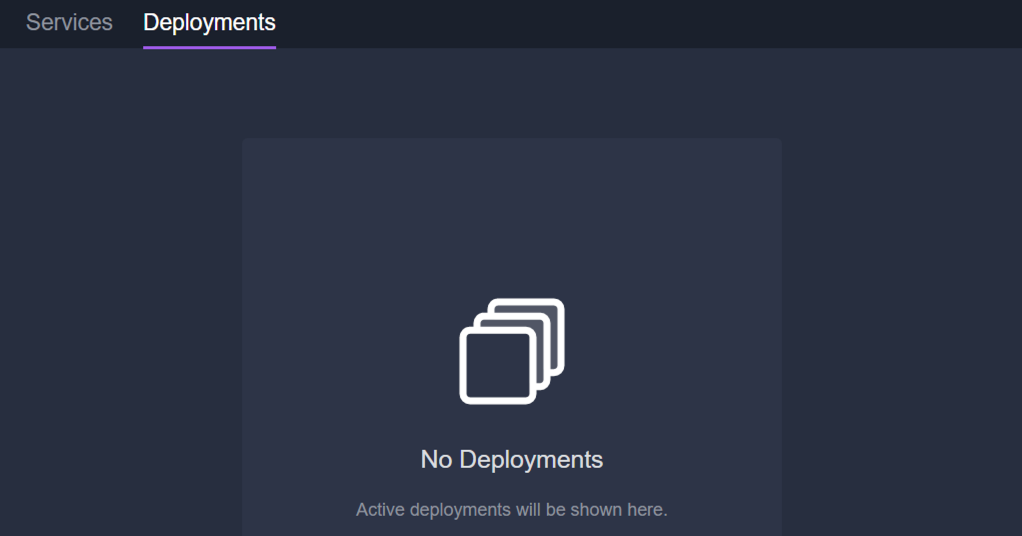 Services Deployments
No Deployments
Active deployments will be shown here.